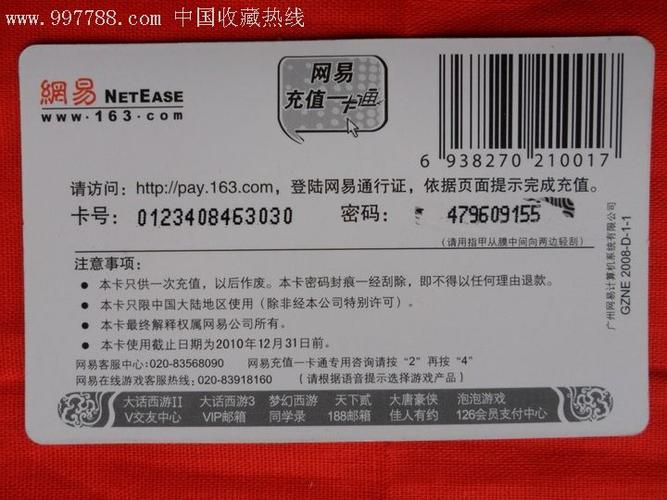 www.997788.com 中国收藏热线
網易 NETEASE
www.163.com
网易
充值一卡通
6 938270 210017
请访问：http://pay.163.com，登陆网易通行证，依据页面提示完成充值。
卡号：0123408463030 密码：479609155
（请用指甲从膜中间向两边轻刮）
注意事项：
● 本卡只供一次充值，以后作废。本卡密码封痕一经刮除，即不得以任何理由退款。
● 本卡只限中国大陆地区使用（除非经本公司特别许可）。
● 本卡最终解释权属网易公司所有。
● 本卡使用截止日期为2010年12月31日前。
网易客服中心：020-83568090 网易充值一卡通专用咨询请按“2”再按“4”
网易在线游戏客服热线：020-83918160 （请根据语音提示选择游戏产品）
大话西游II 大话西游3 梦幻西游 天下贰 大唐豪侠 泡泡游戏
V交友中心 VIP邮箱 同学录 188邮箱 佳人有约 126会员支付中心
广州网易计算机系统有限公司
GZNE 2008-D-1-1